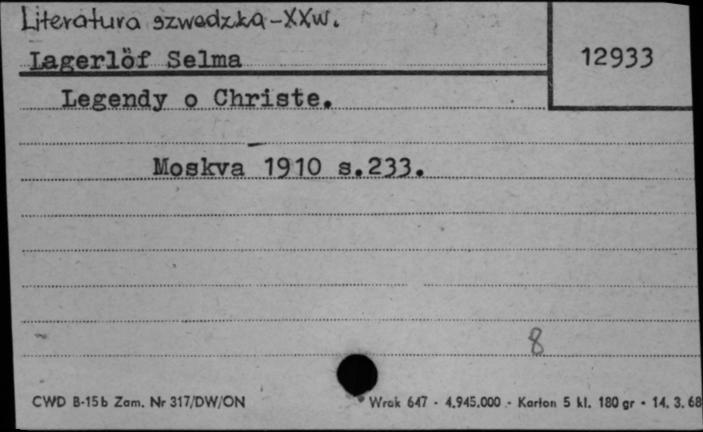 Literatura szwedzka - XXw.
Lagerlöf Selma
12933
Legendy o Christe.
Moskva 1910 s.233.
8
CWD B-15b Zam. Nr 317/DW/ON
Wrak 647 - 4.945.000 - Karton 5 kl. 180 gr - 14. 3. 68